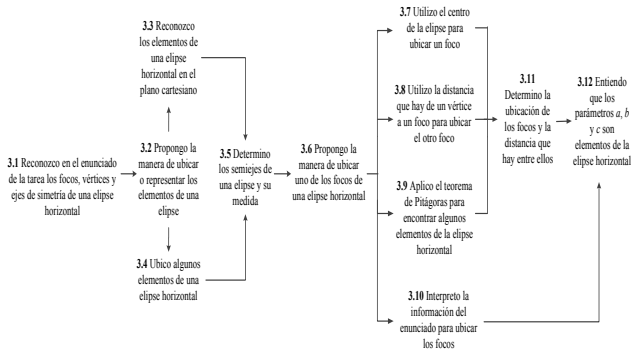 3.1 Reconozco en el enunciado
de la tarea los focos, vértices y
ejes de simetría de una elipse
horizontal
3.2 Propongo la
manera de ubicar
o representar los
elementos de una
elipse
3.3 Reconozco
los elementos de
una elipse
horizontal en el
plano cartesiano
3.4 Ubico algunos
elementos de una
elipse horizontal
3.5 Determino
los semiejes de
una elipse y su
medida
3.6 Propongo la
manera de ubicar
uno de los focos de
una elipse horizontal
3.7 Utilizo el centro
de la elipse para
ubicar un foco
3.8 Utilizo la distancia
que hay de un vértice
a un foco para ubicar
el otro foco
3.9 Aplico el teorema
de Pitágoras para
encontrar algunos
elementos de la elipse
horizontal
3.10 Interpreto la
información del
enunciado para ubicar
los focos
3.11
Determino la
ubicación de
los focos y la
distancia que
hay entre ellos
3.12 Entiendo
que los
parámetros a, b
y c son
elementos de la
elipse horizontal